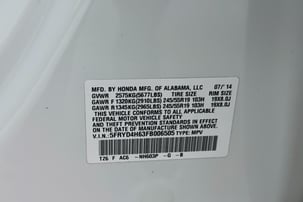 MFD. BY HONDA MFG. OF ALABAMA, LLC 07/'14
GVWR 2575KG(5677LBS) TIRE SIZE RIM SIZE
GAWR F 1320KG(2910LBS) 245/55R19 103H 19X8.0J
GAWR R 1345KG(2965LBS) 245/55R19 103H 19X8.0J
THIS VEHICLE CONFORMS TO ALL APPLICABLE
FEDERAL MOTOR VEHICLE SAFETY AND THEFT
PREVENTION STANDARDS IN EFFECT ON THE DATE
OF MANUFACTURE SHOWN ABOVE.
V.I.N.: 5FRYD4H63FB006505 TYPE: MPV
TZ6 F AC6 -NH603P -G -B